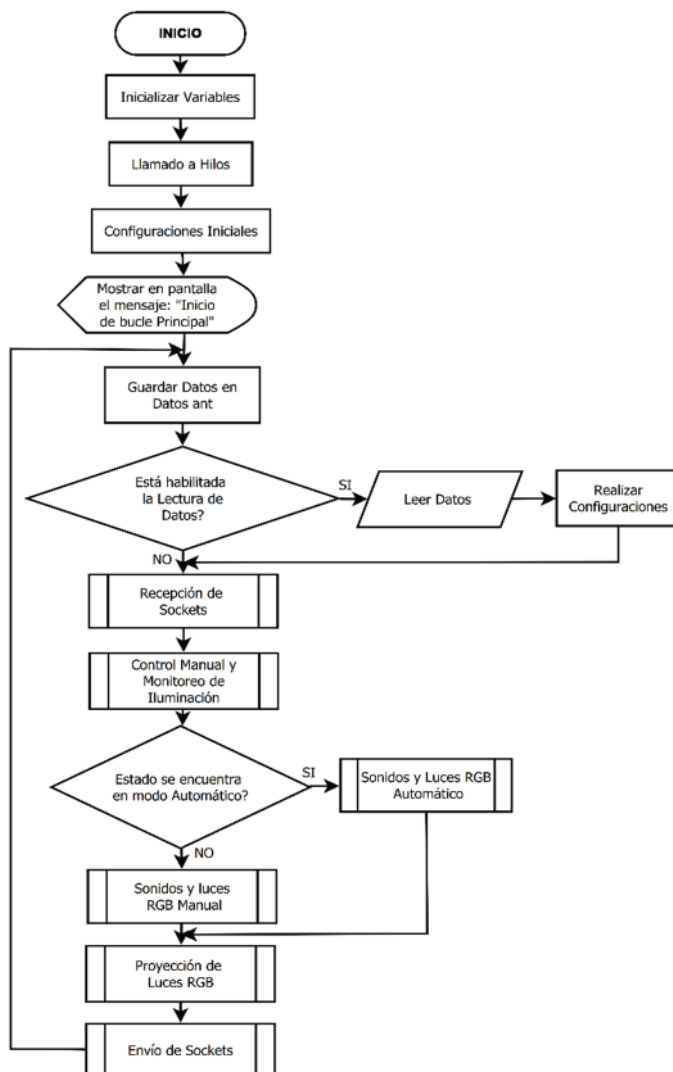 INICIO
Inicializar Variables
Llamado a Hilos
Configuraciones Iniciales
Mostrar en pantalla
el mensaje: "Inicio
de bucle Principal"
Guardar Datos en
Datos ant
Está habilitada
la Lectura de
Datos?
SI
Leer Datos
Realizar
Configuraciones
NO
Recepción de
Sockets
Control Manual y
Monitoreo de
Iluminación
Estado se encuentra
en modo Automático?
SI
Sonidos y Luces RGB
Automático
NO
Sonidos y luces
RGB Manual
Proyección de
Luces RGB
Envío de Sockets